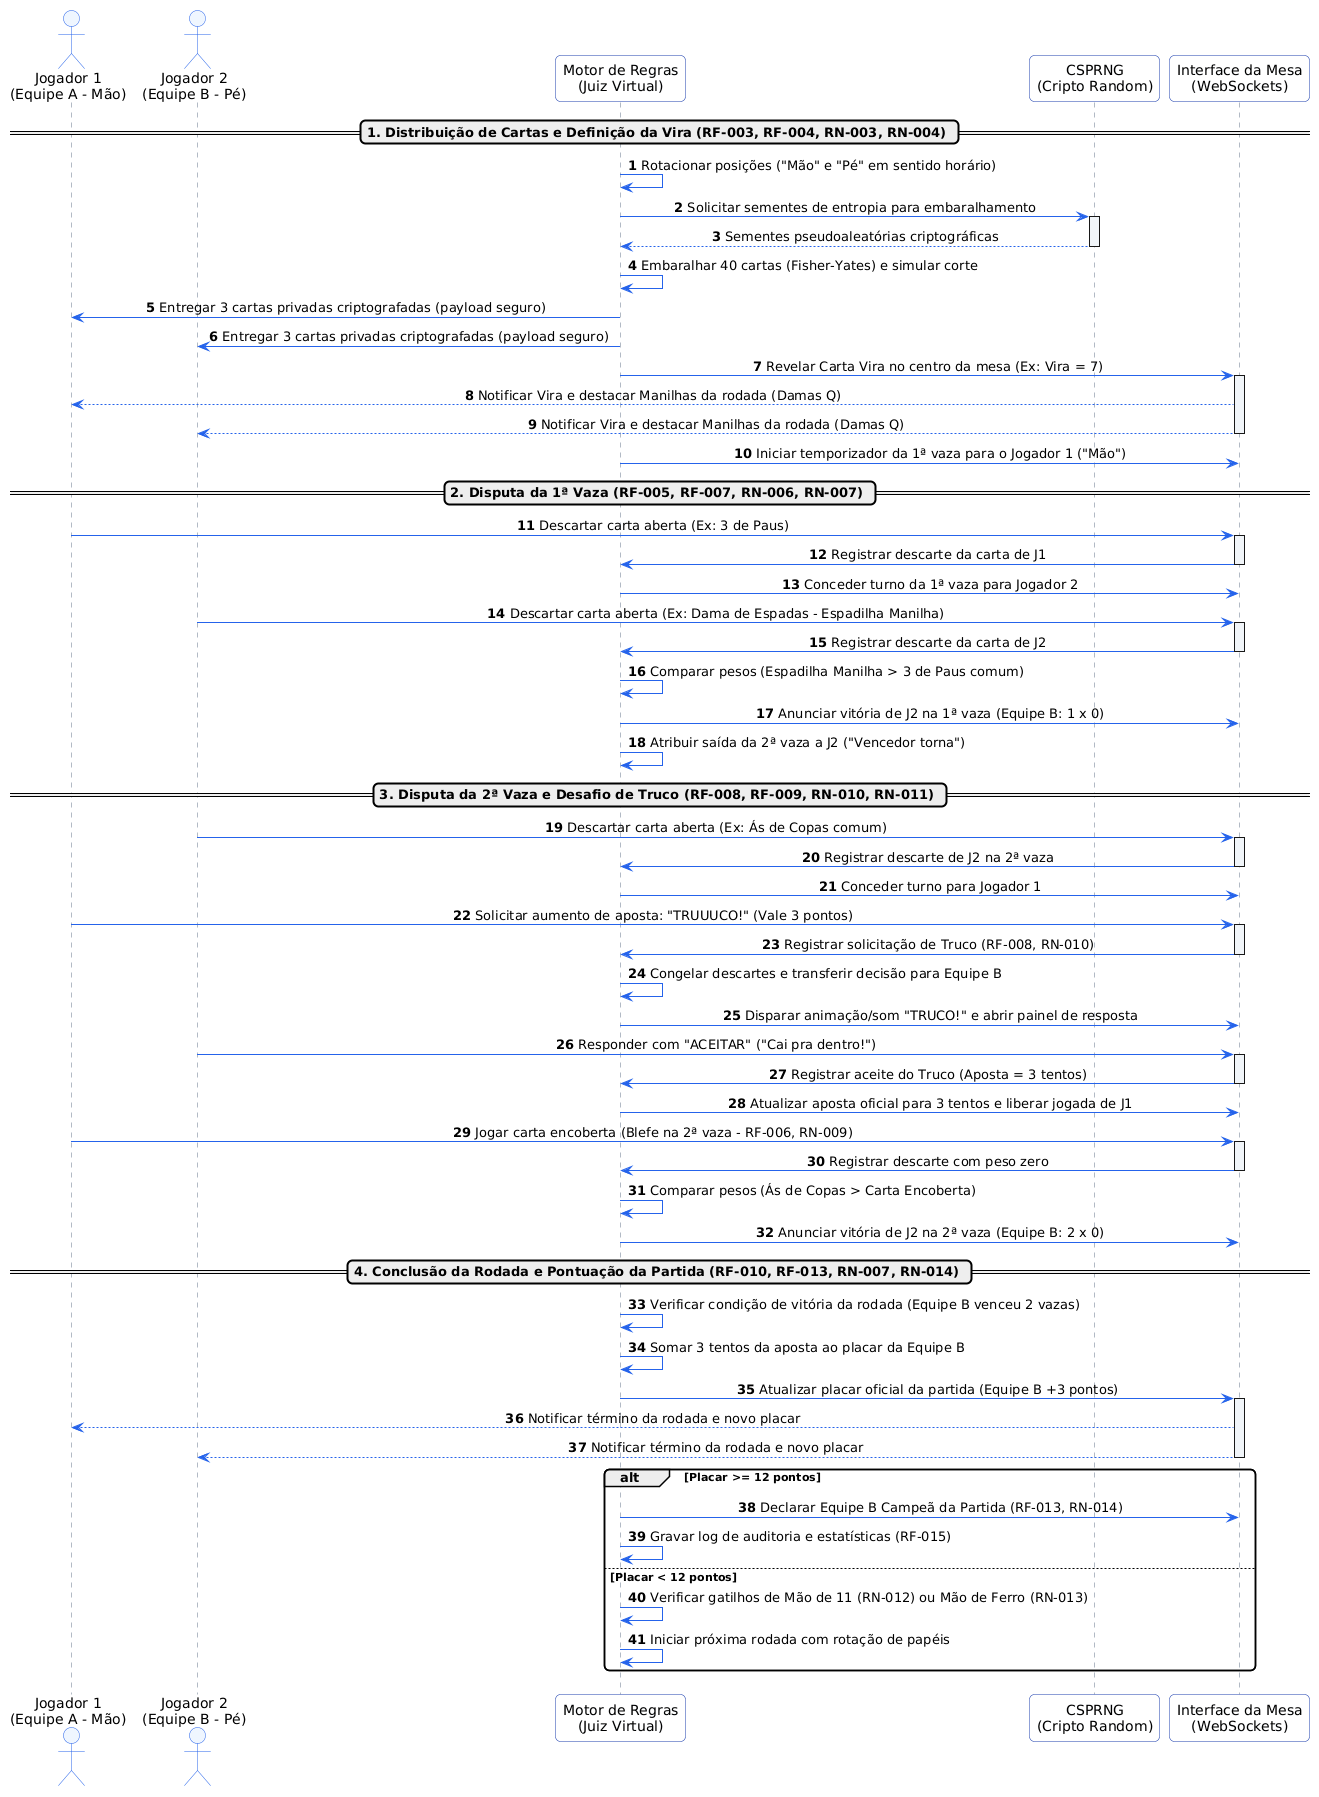 Jogador 1
(Equipe A - Mão)
Jogador 2
(Equipe B - Pé)
Motor de Regras
(Juiz Virtual)
CSPRNG
(Cripto Random)
Interface da Mesa
(WebSockets)
1. Distribuição de Cartas e Definição da Vira (RF-003, RF-004, RN-003, RN-004)
1 Rotacionar posições ("Mão" e "Pé" em sentido horário)
2 Solicitar sementes de entropia para embaralhamento
3 Sementes pseudoaleatórias criptográficas
4 Embaralhar 40 cartas (Fisher-Yates) e simular corte
5 Entregar 3 cartas privadas criptografadas (payload seguro)
6 Entregar 3 cartas privadas criptografadas (payload seguro)
7 Revelar Carta Vira no centro da mesa (Ex: Vira = 7)
8 Notificar Vira e destacar Manilhas da rodada (Damas Q)
9 Notificar Vira e destacar Manilhas da rodada (Damas Q)
10 Iniciar temporizador da 1ª vaza para o Jogador 1 ("Mão")
2. Disputa da 1ª Vaza (RF-005, RF-007, RN-006, RN-007)
11 Descartar carta aberta (Ex: 3 de Paus)
12 Registrar descarte da carta de J1
13 Conceder turno da 1ª vaza para Jogador 2
14 Descartar carta aberta (Ex: Dama de Espadas - Espadilha Manilha)
15 Registrar descarte da carta de J2
16 Comparar pesos (Espadilha Manilha > 3 de Paus comum)
17 Anunciar vitória de J2 na 1ª vaza (Equipe B: 1 x 0)
18 Atribuir saída da 2ª vaza a J2 ("Vencedor torna")
3. Disputa da 2ª Vaza e Desafio de Truco (RF-008, RF-009, RN-010, RN-011)
19 Descartar carta aberta (Ex: Ás de Copas comum)
20 Registrar descarte de J2 na 2ª vaza
21 Conceder turno para Jogador 1
22 Solicitar aumento de aposta: "TRUUUCO!" (Vale 3 pontos)
23 Registrar solicitação de Truco (RF-008, RN-010)
24 Congelar descartes e transferir decisão para Equipe B
25 Disparar animação/som "TRUCO!" e abrir painel de resposta
26 Responder com "ACEITAR" ("Cai pra dentro!")
27 Registrar aceite do Truco (Aposta = 3 tentos)
28 Atualizar aposta oficial para 3 tentos e liberar jogada de J1
29 Jogar carta encoberta (Blefe na 2ª vaza - RF-006, RN-009)
30 Registrar descarte com peso zero
31 Comparar pesos (Ás de Copas > Carta Encoberta)
32 Anunciar vitória de J2 na 2ª vaza (Equipe B: 2 x 0)
4. Conclusão da Rodada e Pontuação da Partida (RF-010, RF-013, RN-007, RN-014)
33 Verificar condição de vitória da rodada (Equipe B venceu 2 vazas)
34 Somar 3 tentos da aposta ao placar da Equipe B
35 Atualizar placar oficial da partida (Equipe B +3 pontos)
36 Notificar término da rodada e novo placar
37 Notificar término da rodada e novo placar
alt [Placar >= 12 pontos]
38 Declarar Equipe B Campeã da Partida (RF-013, RN-014)
39 Gravar log de auditoria e estatísticas (RF-015)
[Placar < 12 pontos]
40 Verificar gatilhos de Mão de 11 (RN-012) ou Mão de Ferro (RN-013)
41 Iniciar próxima rodada com rotação de papéis
Jogador 1
(Equipe A - Mão)
Jogador 2
(Equipe B - Pé)
Motor de Regras
(Juiz Virtual)
CSPRNG
(Cripto Random)
Interface da Mesa
(WebSockets)